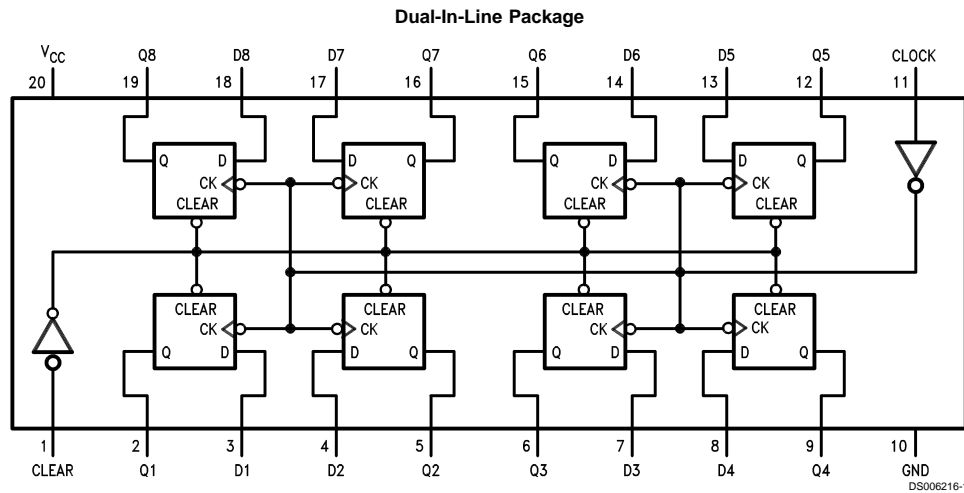 Dual-In-Line Package
VCC Q8 D8 D7 Q7 Q6 D6 D5 Q5 CLOCK
20 19 18 17 16 15 14 13 12 11
Q D D Q Q D D Q
CK CK CK CK
CLEAR CLEAR CLEAR CLEAR
CLEAR CLEAR CLEAR CLEAR
CK CK CK CK
Q D D Q Q D D Q
1 2 3 4 5 6 7 8 9 10
CLEAR Q1 D1 D2 Q2 Q3 D3 D4 Q4 GND